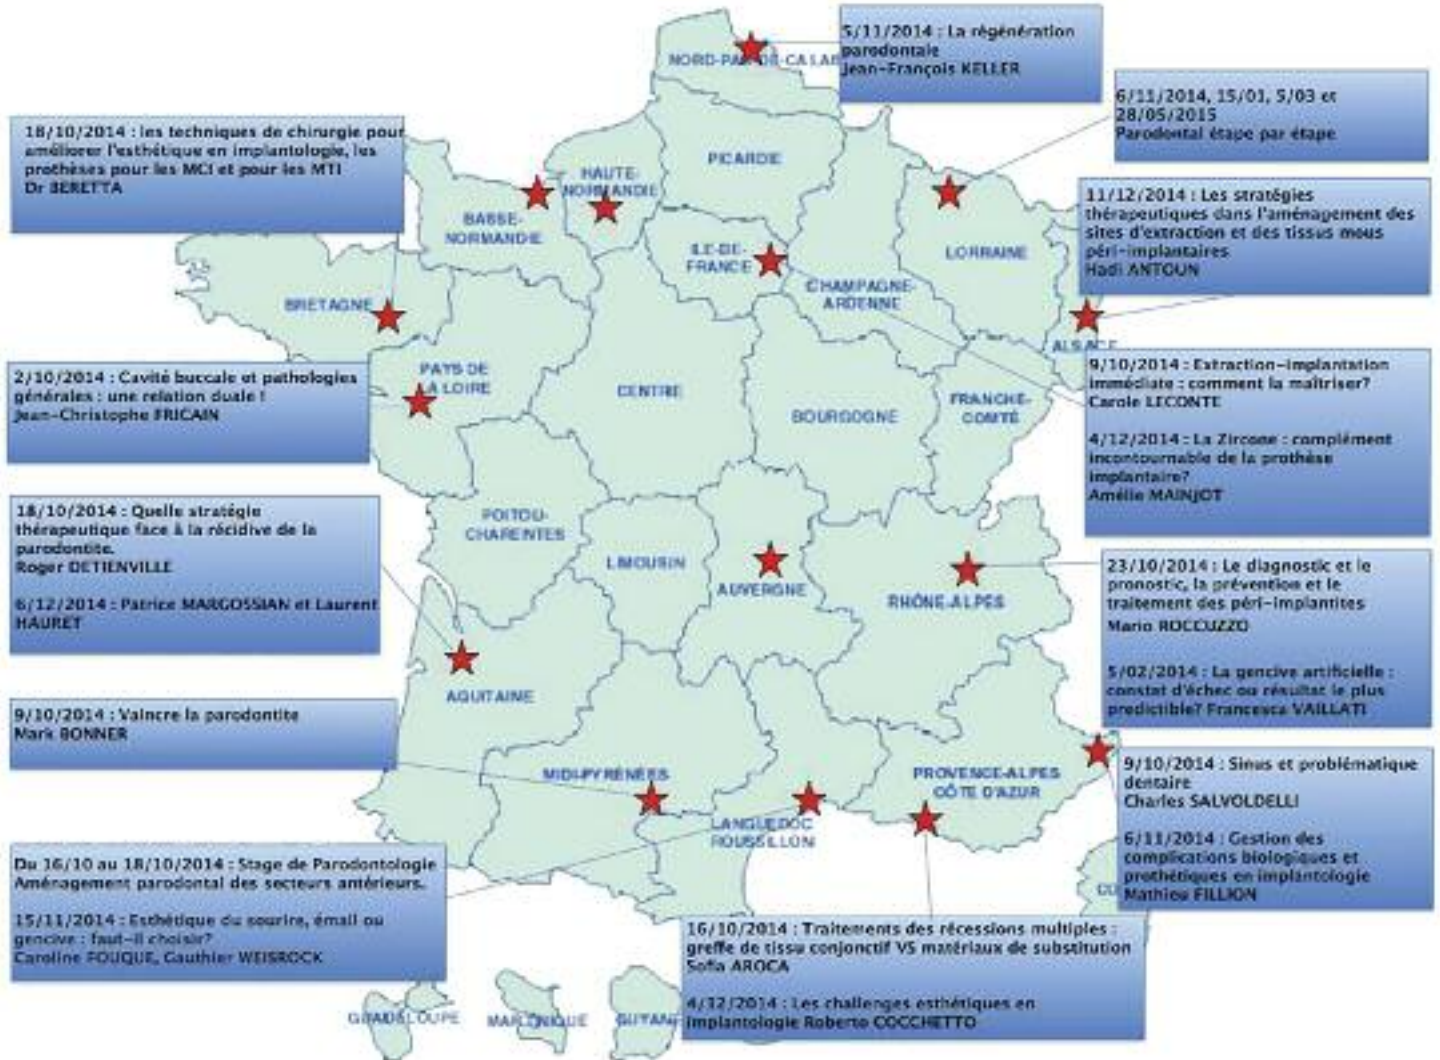 5/11/2014 : La régénération
parodontale
Jean-François KELLER
6/11/2014, 15/01, 5/03 et
28/05/2015
Parodontal étape par étape
18/10/2014 : les techniques de chirurgie pour
améliorer l'esthétique en implantologie, les
prothèses pour les MCI et pour les MTI
Dr BERETTA
11/12/2014 : Les stratégies
thérapeutiques dans l'aménagement des
sites d'extraction et des tissus mous
péri-implantaires
Hadi ANTOUN
2/10/2014 : Cavité buccale et pathologies
générales : une relation duale !
Jean-Christophe FRICAIN
9/10/2014 : Extraction-implantation
immédiate : comment la maîtriser?
Carole LECONTE
4/12/2014 : La Zircone : complément
incontournable de la prothèse
implantaire?
Amélie MAINJOT
18/10/2014 : Quelle stratégie
thérapeutique face à la récidive de la
parodontite.
Roger DETIENVILLE
6/12/2014 : Patrice MARGOSSIAN et Laurent
HAURET
23/10/2014 : Le diagnostic et le
pronostic, la prévention et le
traitement des péri-implantites
Mario ROCCUZZO
5/02/2014 : La gencive artificielle :
constat d'échec ou résultat le plus
predictible? Francesca VAILLATI
9/10/2014 : Vaincre la parodontite
Mark BONNER
9/10/2014 : Sinus et problématique
dentaire
Charles SALVOLDELLI
6/11/2014 : Gestion des
complications biologiques et
prothétiques en implantologie
Mathieu FILLION
Du 16/10 au 18/10/2014 : Stage de Parodontologie
Aménagement parodontal des secteurs antérieurs.
15/11/2014 : Esthétique du sourire, émail ou
gencive : faut-il choisir?
Caroline FOUQUE, Gauthier WEISROCK
16/10/2014 : Traitements des récessions multiples :
greffe de tissu conjonctif VS matériaux de substitution
Sofia AROCA
4/12/2014 : Les challenges esthétiques en
implantologie Roberto COCCHETTO
NORD-PAS-DE-CALAI
PICARDIE
HAUTE-
NORMANDIE
BASSE-
NORMANDIE
ILE-DE-
FRANCE
CHAMPAGNE-
ARDENNE
LORRAINE
ALSACE
BRETAGNE
PAYS DE
LA LOIRE
CENTRE
BOURGOGNE
FRANCHE-
COMTÉ
POITOU-
CHARENTES
LIMOUSIN
AUVERGNE
RHÔNE-ALPES
AQUITAINE
MIDI-PYRÉNÉES
LANGUEDOC
ROUSSILLON
PROVENCE-ALPES
CÔTE D'AZUR
CO
GUADELOUPE
MARTINIQUE
GUYANE